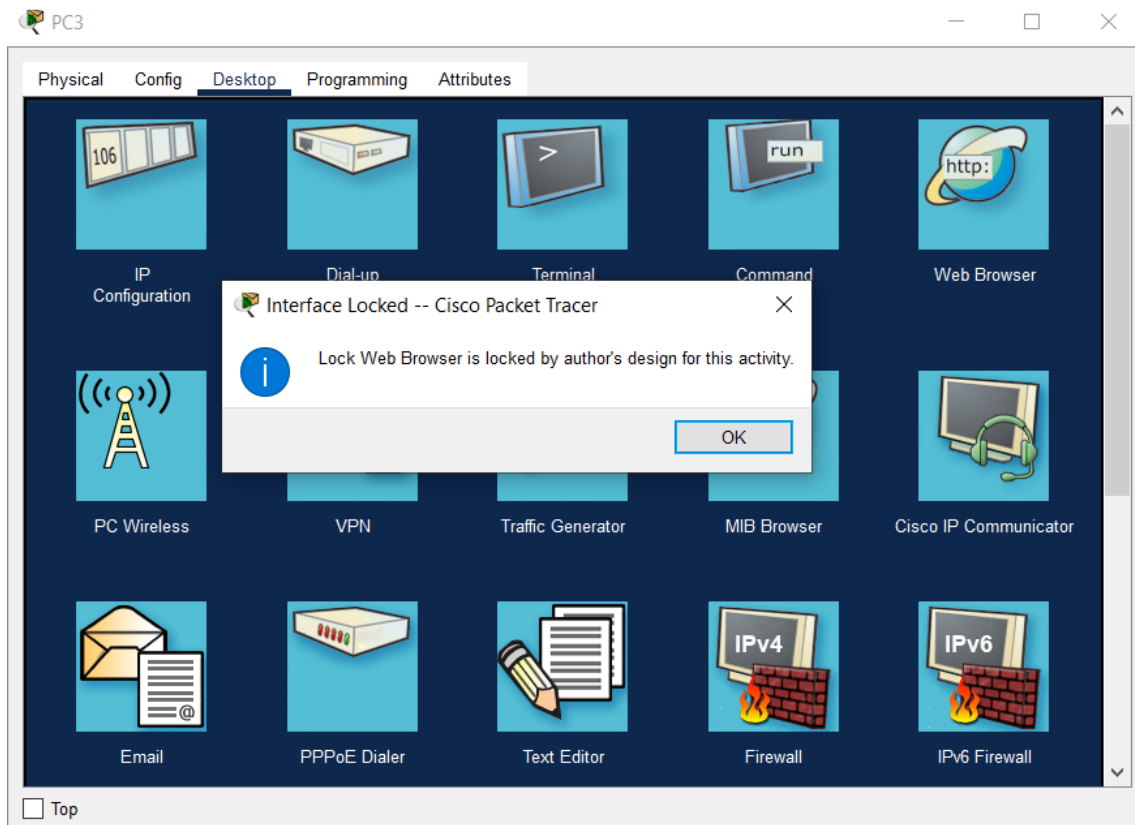 PC3
Physical Config Desktop Programming Attributes
106
>
run
http:
IP
Configuration
Dial-up
Terminal
Command
Web Browser
Interface Locked -- Cisco Packet Tracer
Lock Web Browser is locked by author's design for this activity.
OK
PC Wireless
VPN
Traffic Generator
MIB Browser
Cisco IP Communicator
@
IPv4
IPv6
Email
PPPoE Dialer
Text Editor
Firewall
IPv6 Firewall
Top